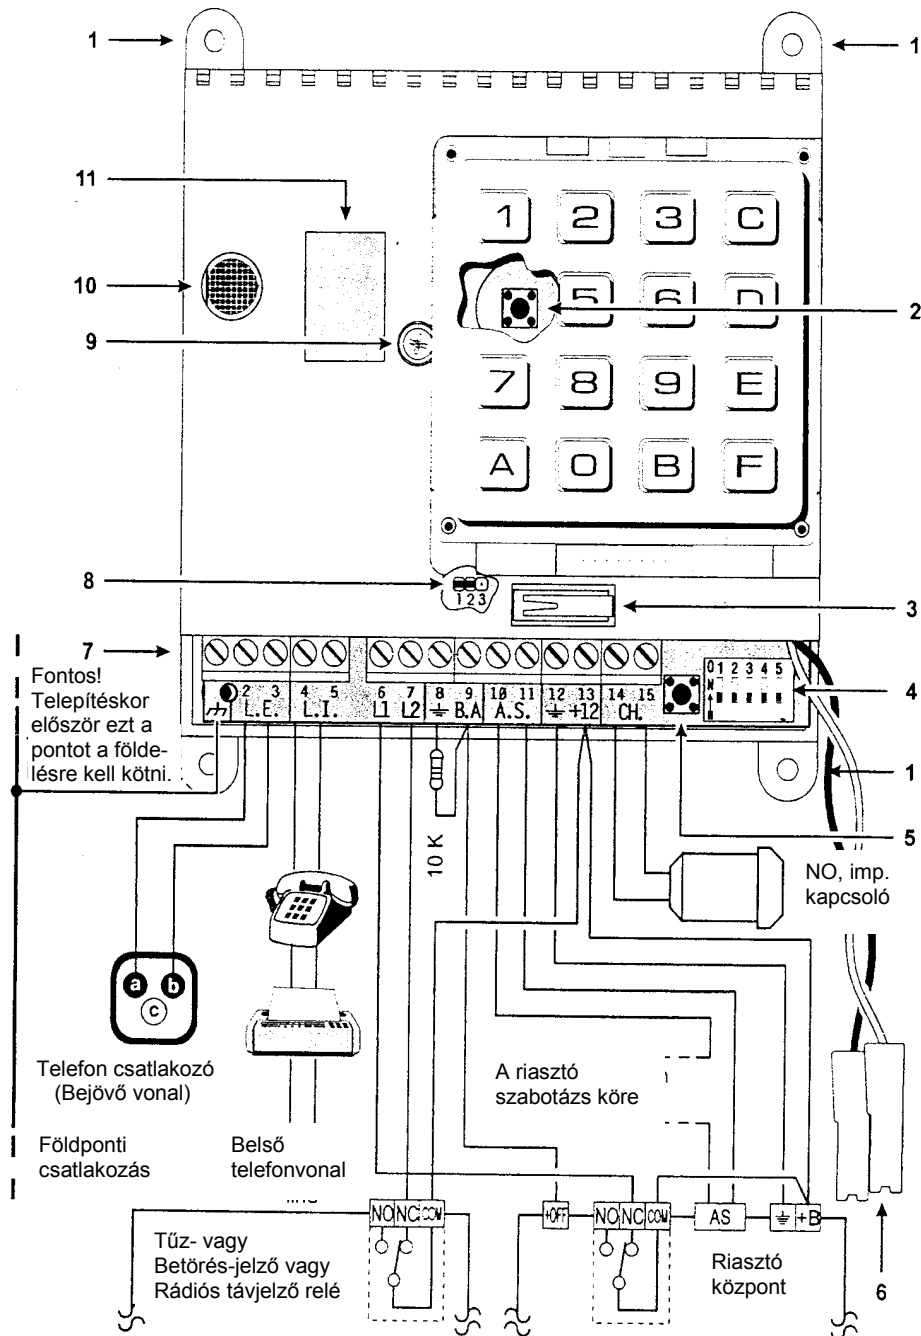 1
1
11
1 2 3 C
10
5 6 D
2
9
7 8 9 E
A 0 B F
8
1 2 3
3
7
Fontos!
Telepítéskor
először ezt a
pontot a földe-
lésre kell kötni.
2 3 4 5 6 7 8 9 10 11 12 13 14 15
L.E. L.I. L1 L2 B.A A.S. +12 CH.
1 2 3 4 5
4
1
5
10 K
NO, imp.
kapcsoló
a b
c
Telefon csatlakozó
(Bejövő vonal)
A riasztó
szabotázs köre
Földponti
csatlakozás
Belső
telefonvonal
NO NC COM
+OFF NO NC COM AS +B
Tűz- vagy
Betörés-jelző vagy
Rádiós távjelző relé
Riasztó
központ
6